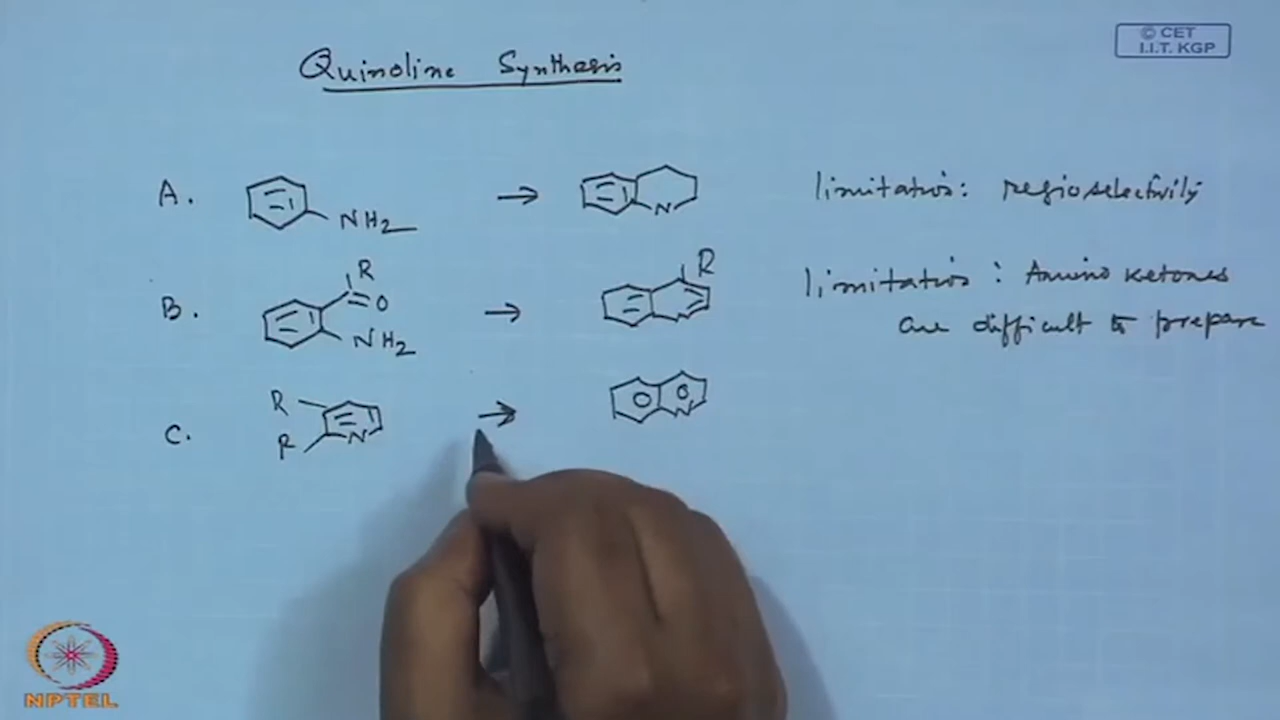 © CET
I.I.T. KGP
Quinoline Synthesis
A. NH2 → N limitation: regioselectivity
R R
B. O → limitation: Amino ketones
NH2 N are difficult to prepare
R
C. R N → N
NPTEL